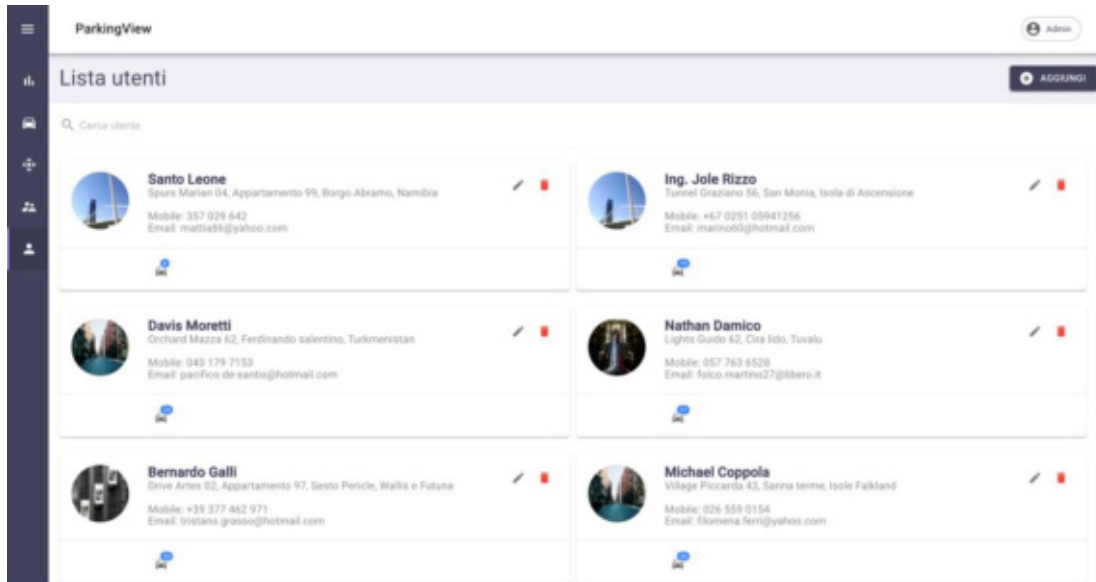 ParkingView
Admin
Lista utenti
AGGIUNGI
Cerca utente
Santo Leone
Spurs Marian 04, Appartamento 99, Borgo Abramo, Namibia
Mobile: 357 029 642
Email: mattia86@yahoo.com
Ing. Jole Rizzo
Tunnel Graziano 56, San Monia, Isola di Ascensione
Mobile: +67 0251 05941256
Email: marino60@hotmail.com
Davis Moretti
Orchard Mazza 62, Ferdinando salentino, Turkmenistan
Mobile: 040 179 7153
Email: pacifico.de-santis@hotmail.com
Nathan Damico
Lights Guido 62, Cira lido, Tuvalu
Mobile: 057 763 6528
Email: folco.martino27@libero.it
Bernardo Galli
Drive Artes 02, Appartamento 97, Sesto Pericle, Wallis e Futuna
Mobile: +39 377 462 971
Email: tristano.grasso@hotmail.com
Michael Coppola
Village Piccarda 43, Sanna terme, Isole Falkland
Mobile: 026 559 0154
Email: filomena.ferri@yahoo.com